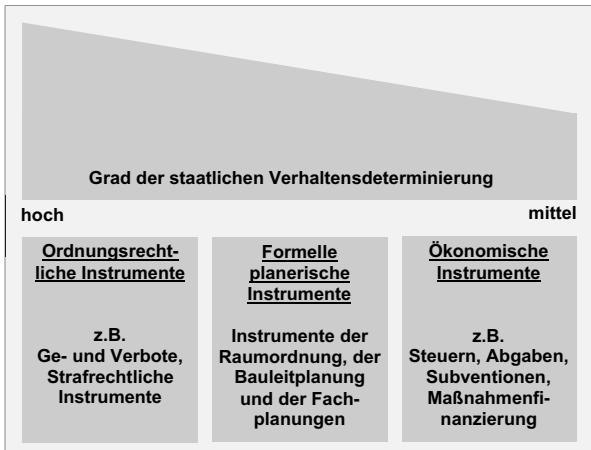 Grad der staatlichen Verhaltensdeterminierung
hoch
mittel
Ordnungsrecht-
liche Instrumente
z.B.
Ge- und Verbote,
Strafrechtliche
Instrumente
Formelle
planerische
Instrumente
Instrumente der
Raumordnung, der
Bauleitplanung
und der Fach-
planungen
Ökonomische
Instrumente
z.B.
Steuern, Abgaben,
Subventionen,
Maßnahmenfi-
nanzierung